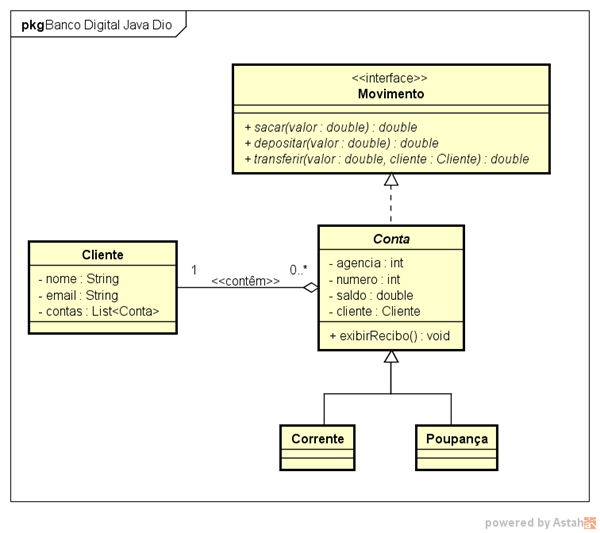 pkg Banco Digital Java Dio
<<interface>>
Movimento
+ sacar(valor : double) : double
+ depositar(valor : double) : double
+ transferir(valor : double, cliente : Cliente) : double
Conta
- agencia : int
- numero : int
- saldo : double
- cliente : Cliente
+ exibirRecibo() : void
Cliente
- nome : String
- email : String
- contas : List<Conta>
1
0..*
<<contêm>>
Corrente
Poupança
powered by Astah